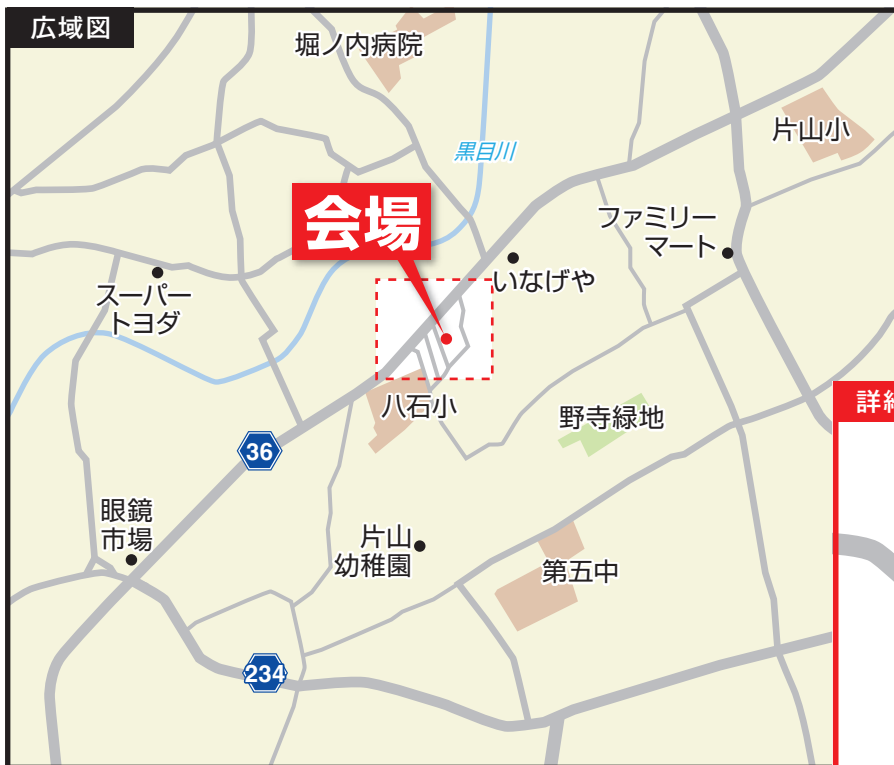 広域図
堀ノ内病院
片山小
黒目川
会場
ファミリー
マート
いなげや
スーパー
トヨダ
八石小
野寺緑地
詳細
36
眼鏡
市場
片山
幼稚園
第五中
234